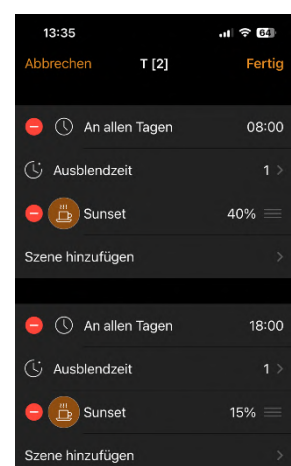 13:35
64
Abbrechen T [2] Fertig
An allen Tagen 08:00
Ausblendzeit 1
Sunset 40%
Szene hinzufügen
An allen Tagen 18:00
Ausblendzeit 1
Sunset 15%
Szene hinzufügen